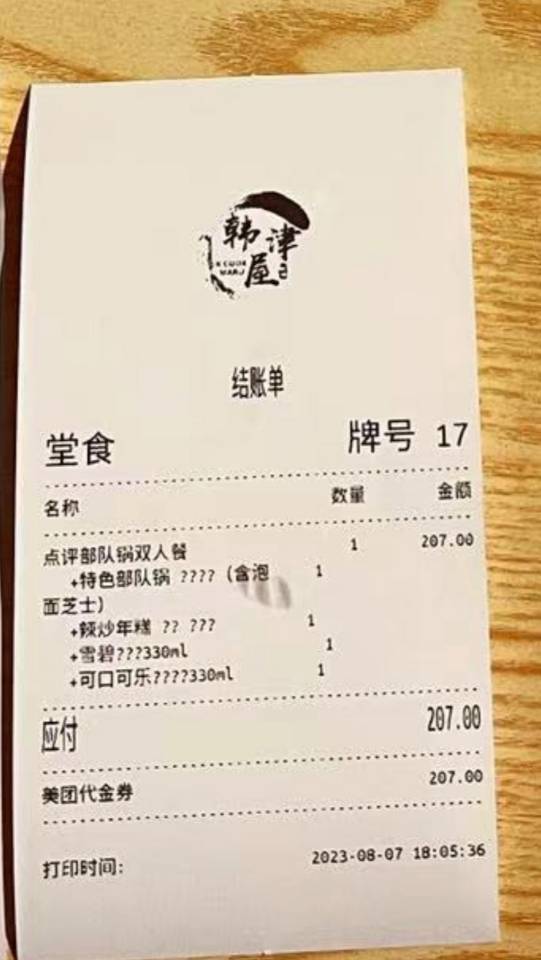 韩津屋
K COOK
MARU
结账单
堂食 牌号 17
名称 数量 金额
点评部队锅双人餐 1 207.00
+特色部队锅 ???? (含泡 1
面芝士)
+辣炒年糕 ?? ??? 1
+雪碧???330ml 1
+可口可乐????330ml 1
应付 207.00
美团代金券 207.00
打印时间: 2023-08-07 18:05:36